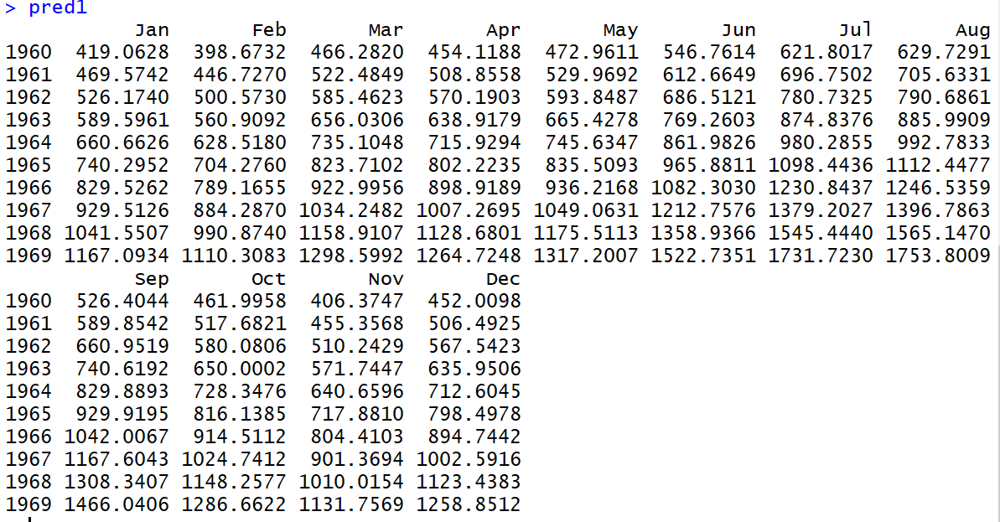 > pred1
Jan Feb Mar Apr May Jun Jul Aug
1960 419.0628 398.6732 466.2820 454.1188 472.9611 546.7614 621.8017 629.7291
1961 469.5742 446.7270 522.4849 508.8558 529.9692 612.6649 696.7502 705.6331
1962 526.1740 500.5730 585.4623 570.1903 593.8487 686.5121 780.7325 790.6861
1963 589.5961 560.9092 656.0306 638.9179 665.4278 769.2603 874.8376 885.9909
1964 660.6626 628.5180 735.1048 715.9294 745.6347 861.9826 980.2855 992.7833
1965 740.2952 704.2760 823.7102 802.2235 835.5093 965.8811 1098.4436 1112.4477
1966 829.5262 789.1655 922.9956 898.9189 936.2168 1082.3030 1230.8437 1246.5359
1967 929.5126 884.2870 1034.2482 1007.2695 1049.0631 1212.7576 1379.2027 1396.7863
1968 1041.5507 990.8740 1158.9107 1128.6801 1175.5113 1358.9366 1545.4440 1565.1470
1969 1167.0934 1110.3083 1298.5992 1264.7248 1317.2007 1522.7351 1731.7230 1753.8009
Sep Oct Nov Dec
1960 526.4044 461.9958 406.3747 452.0098
1961 589.8542 517.6821 455.3568 506.4925
1962 660.9519 580.0806 510.2429 567.5423
1963 740.6192 650.0002 571.7447 635.9506
1964 829.8893 728.3476 640.6596 712.6045
1965 929.9195 816.1385 717.8810 798.4978
1966 1042.0067 914.5112 804.4103 894.7442
1967 1167.6043 1024.7412 901.3694 1002.5916
1968 1308.3407 1148.2577 1010.0154 1123.4383
1969 1466.0406 1286.6622 1131.7569 1258.8512